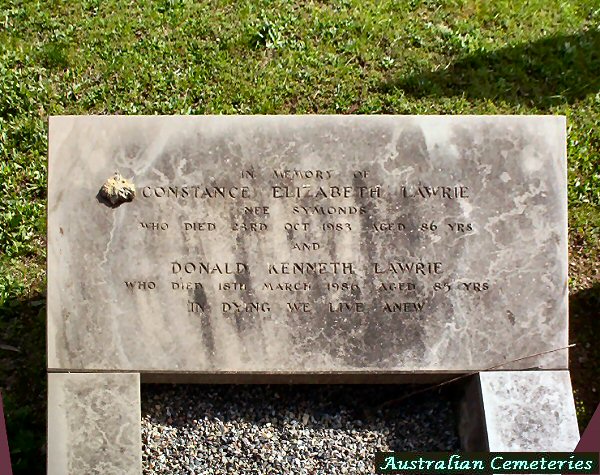 IN MEMORY OF
CONSTANCE ELIZABETH LAWRIE
NEE SYMONDS
WHO DIED 23RD OCT 1983 AGED 86 YRS
AND
DONALD KENNETH LAWRIE
WHO DIED 18TH MARCH 1986 AGED 85 YRS
IN DYING WE LIVE ANEW
Australian Cemeteries